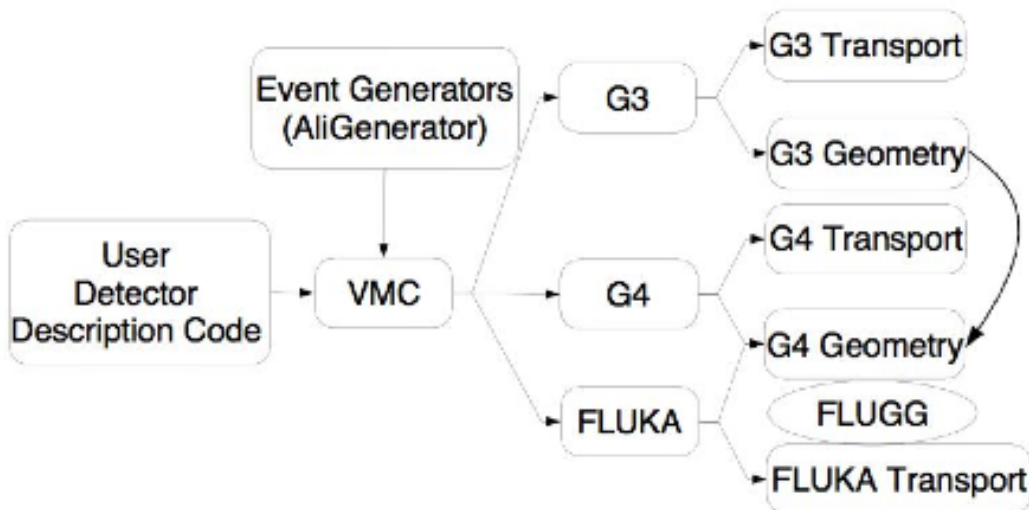 Event Generators
(AliGenerator)
User
Detector
Description Code
VMC
G3
G4
FLUKA
G3 Transport
G3 Geometry
G4 Transport
G4 Geometry
FLUGG
FLUKA Transport